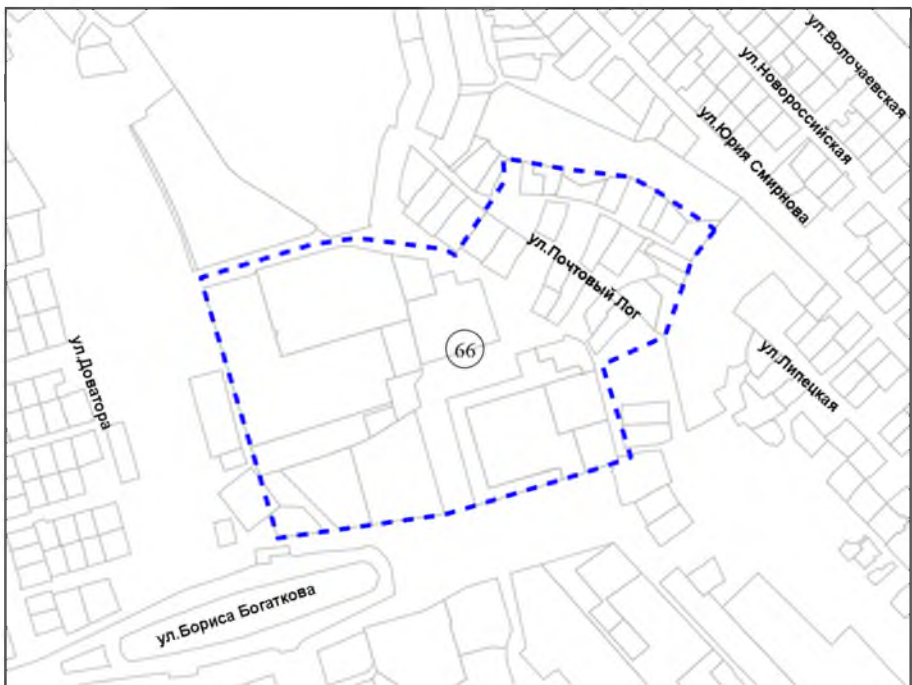 ул.Волочаевская
ул.Новороссийская
ул.Юрия Смирнова
ул.Почтовый Лог
66
ул.Доватора
ул.Липецкая
ул.Бориса Богаткова